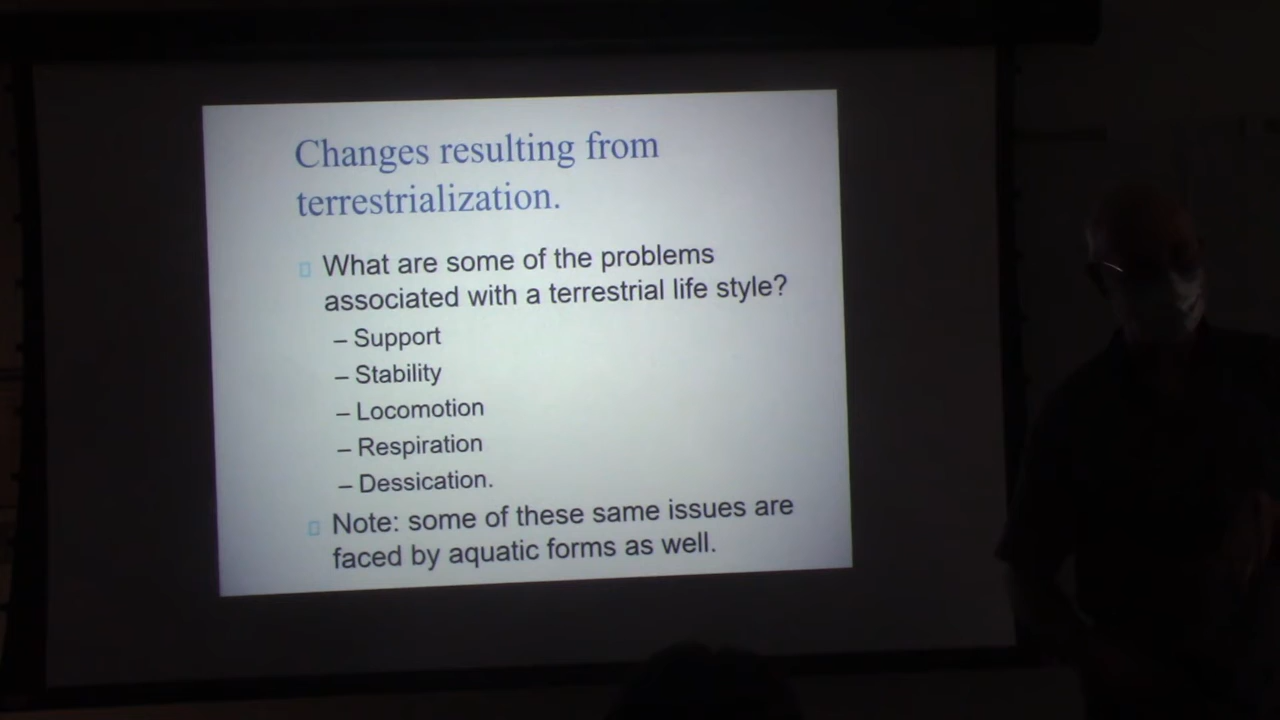 Changes resulting from
terrestrialization.
What are some of the problems
associated with a terrestrial life style?
– Support
– Stability
– Locomotion
– Respiration
– Dessication.
Note: some of these same issues are
faced by aquatic forms as well.